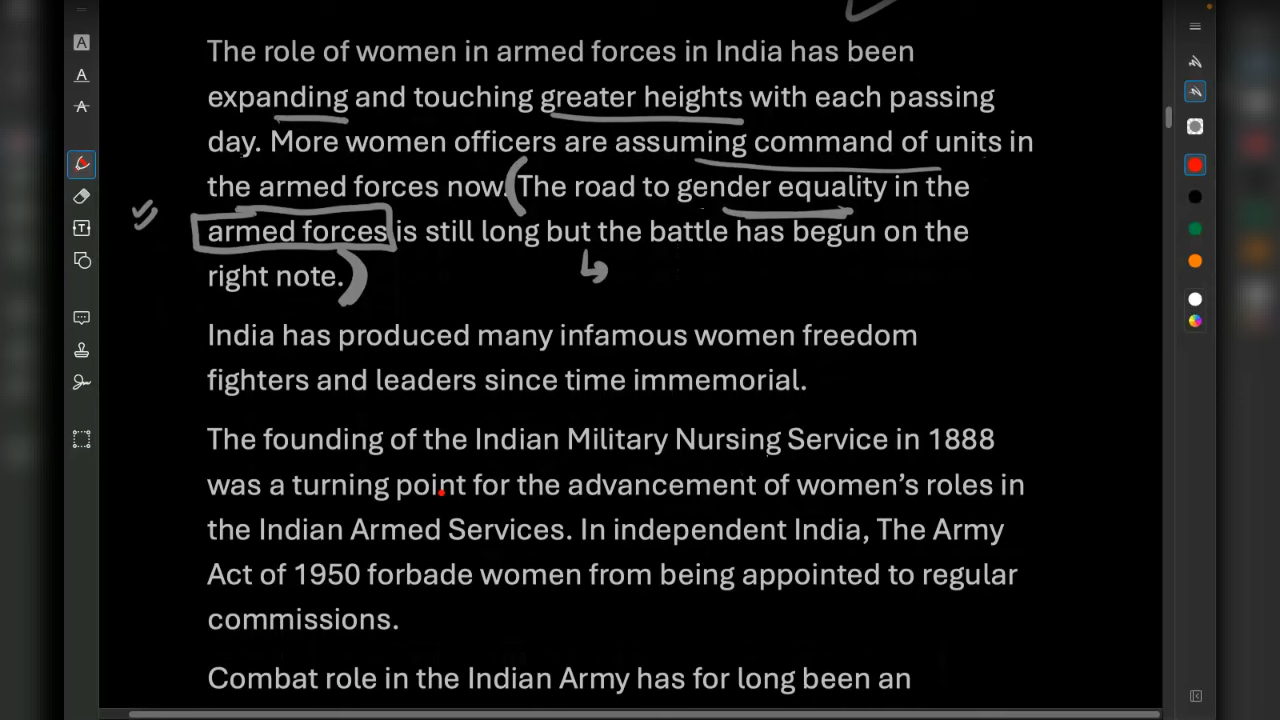 The role of women in armed forces in India has been
expanding and touching greater heights with each passing
day. More women officers are assuming command of units in
the armed forces now. The road to gender equality in the
armed forces is still long but the battle has begun on the
right note.
India has produced many infamous women freedom
fighters and leaders since time immemorial.
The founding of the Indian Military Nursing Service in 1888
was a turning point for the advancement of women’s roles in
the Indian Armed Services. In independent India, The Army
Act of 1950 forbade women from being appointed to regular
commissions.
Combat role in the Indian Army has for long been an